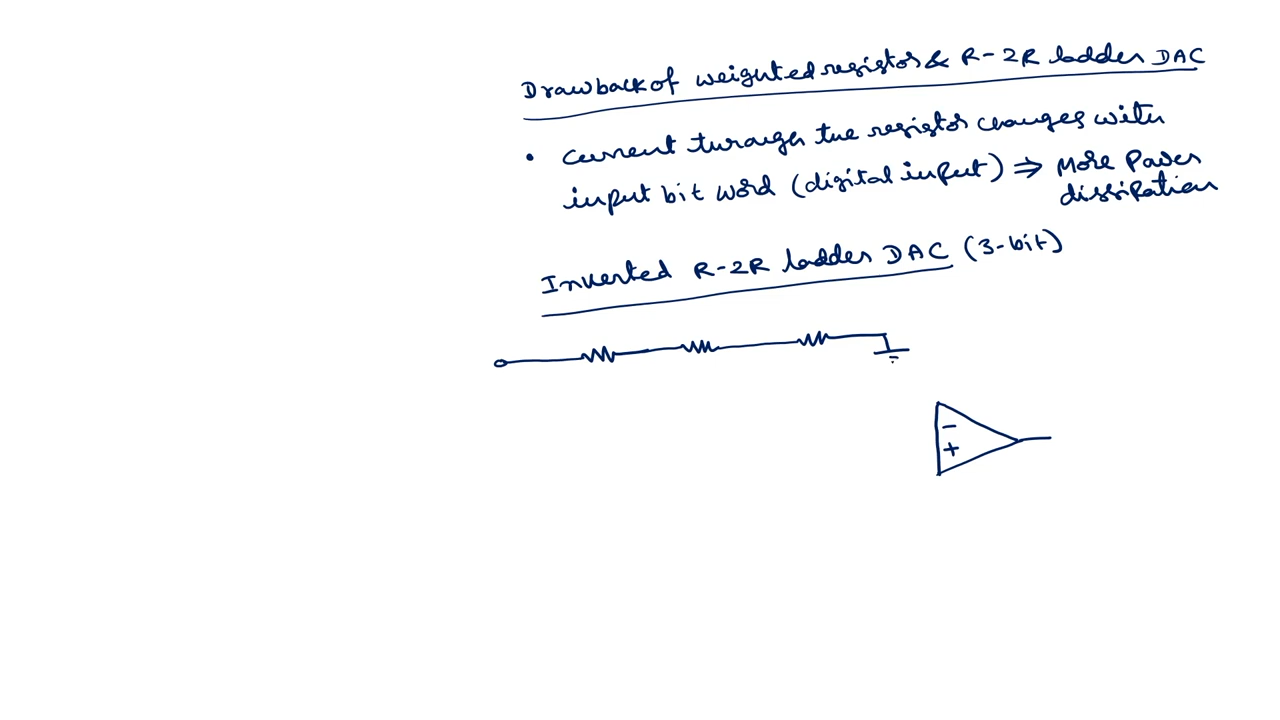 Drawback of weighted resistor & R-2R ladder DAC
• current through the resistor changes with
input bit word (digital input) ⇒ More Power
dissipation
Inverted R-2R ladder DAC (3-bit)
-
+